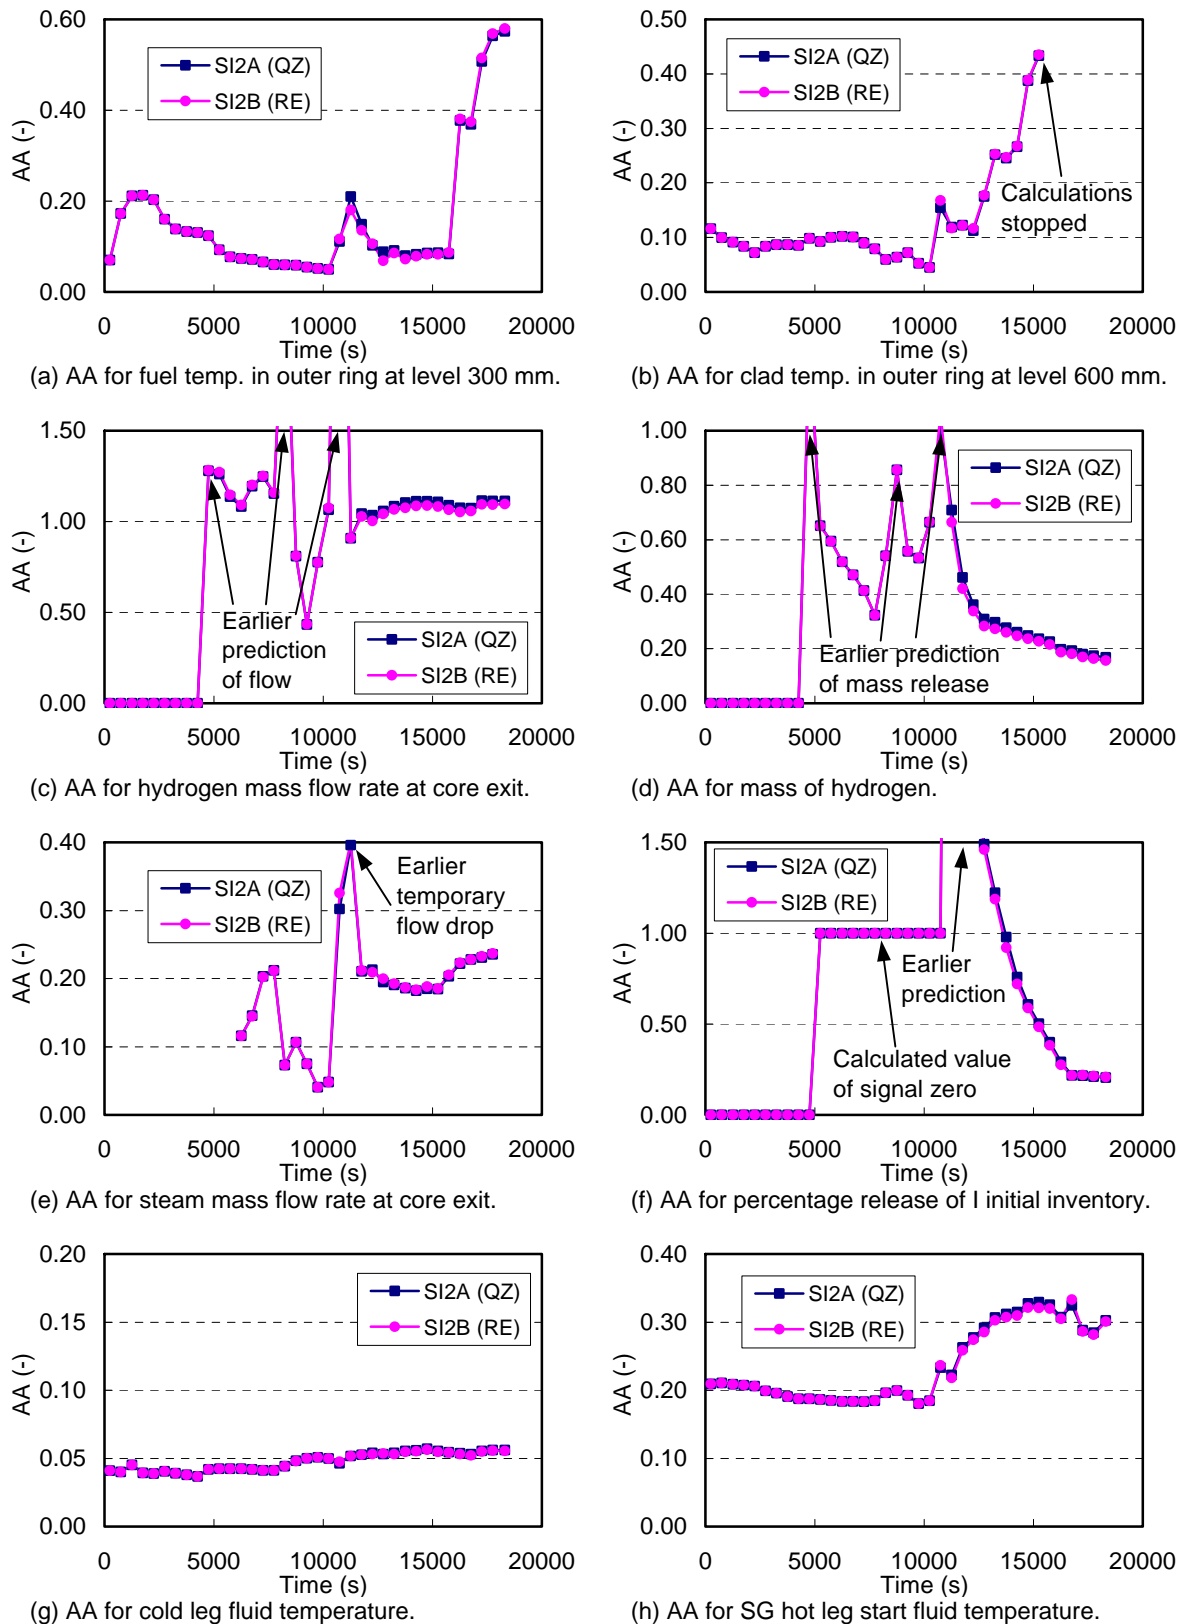 0.60
0.40
0.20
0.00
AA (-)
SI2A (QZ)
SI2B (RE)
0 5000 10000 15000 20000
Time (s)
(a) AA for fuel temp. in outer ring at level 300 mm.
0.50
0.40
0.30
0.20
0.10
0.00
AA (-)
SI2A (QZ)
SI2B (RE)
Calculations
stopped
0 5000 10000 15000 20000
Time (s)
(b) AA for clad temp. in outer ring at level 600 mm.
1.50
1.00
0.50
0.00
AA (-)
Earlier
prediction
of flow
SI2A (QZ)
SI2B (RE)
0 5000 10000 15000 20000
Time (s)
(c) AA for hydrogen mass flow rate at core exit.
1.00
0.80
0.60
0.40
0.20
0.00
AA (-)
SI2A (QZ)
SI2B (RE)
Earlier prediction
of mass release
0 5000 10000 15000 20000
Time (s)
(d) AA for mass of hydrogen.
0.40
0.30
0.20
0.10
0.00
AA (-)
SI2A (QZ)
SI2B (RE)
Earlier
temporary
flow drop
0 5000 10000 15000 20000
Time (s)
(e) AA for steam mass flow rate at core exit.
1.50
1.00
0.50
0.00
AA (-)
SI2A (QZ)
SI2B (RE)
Earlier
prediction
Calculated value
of signal zero
0 5000 10000 15000 20000
Time (s)
(f) AA for percentage release of I initial inventory.
0.20
0.15
0.10
0.05
0.00
AA (-)
SI2A (QZ)
SI2B (RE)
0 5000 10000 15000 20000
Time (s)
(g) AA for cold leg fluid temperature.
0.40
0.30
0.20
0.10
0.00
AA (-)
SI2A (QZ)
SI2B (RE)
0 5000 10000 15000 20000
Time (s)
(h) AA for SG hot leg start fluid temperature.